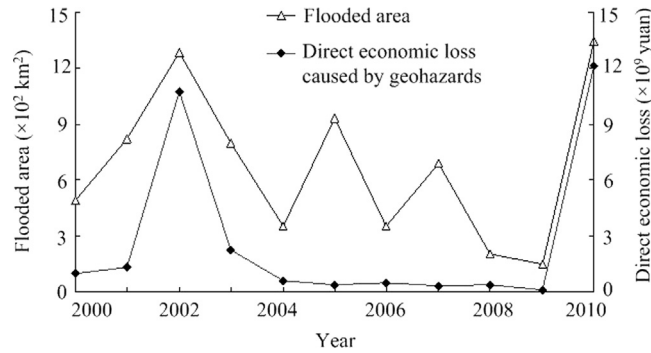 15
12
9
6
3
0
Flooded area (×10² km²)
Flooded area
Direct economic loss
caused by geohazards
15
12
9
6
3
0
Direct economic loss (×10⁹ yuan)
2000 2002 2004 2006 2008 2010
Year